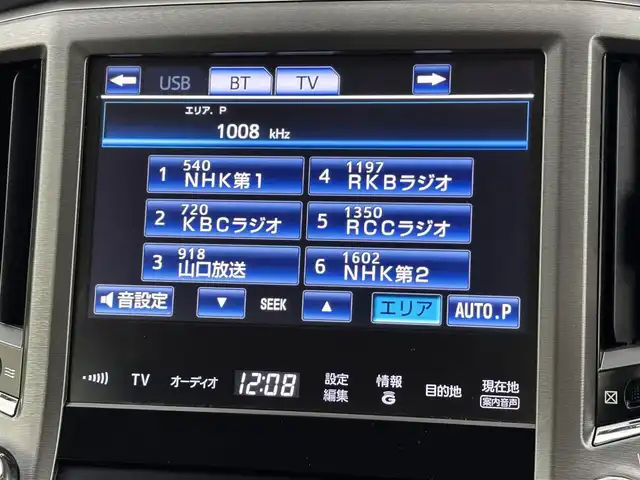 USB BT TV
エリア. P
1008 kHz
1 540 NHK第1
4 1197 RKBラジオ
2 720 KBCラジオ
5 1350 RCCラジオ
3 918 山口放送
6 1602 NHK第2
音設定 ▼ SEEK ▲ エリア AUTO.P
TV オーディオ 12:08 設定 編集 情報 G 目的地 現在地 案内音声